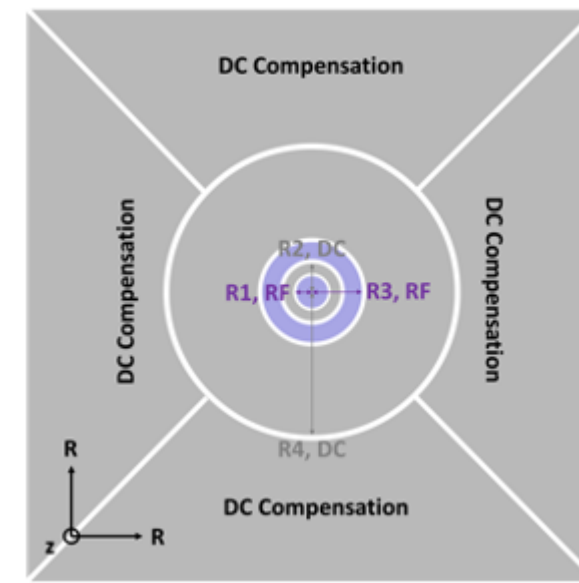 DC Compensation
DC Compensation
DC Compensation
R2, DC
R1, RF
R3, RF
R4, DC
DC Compensation
R
R
z